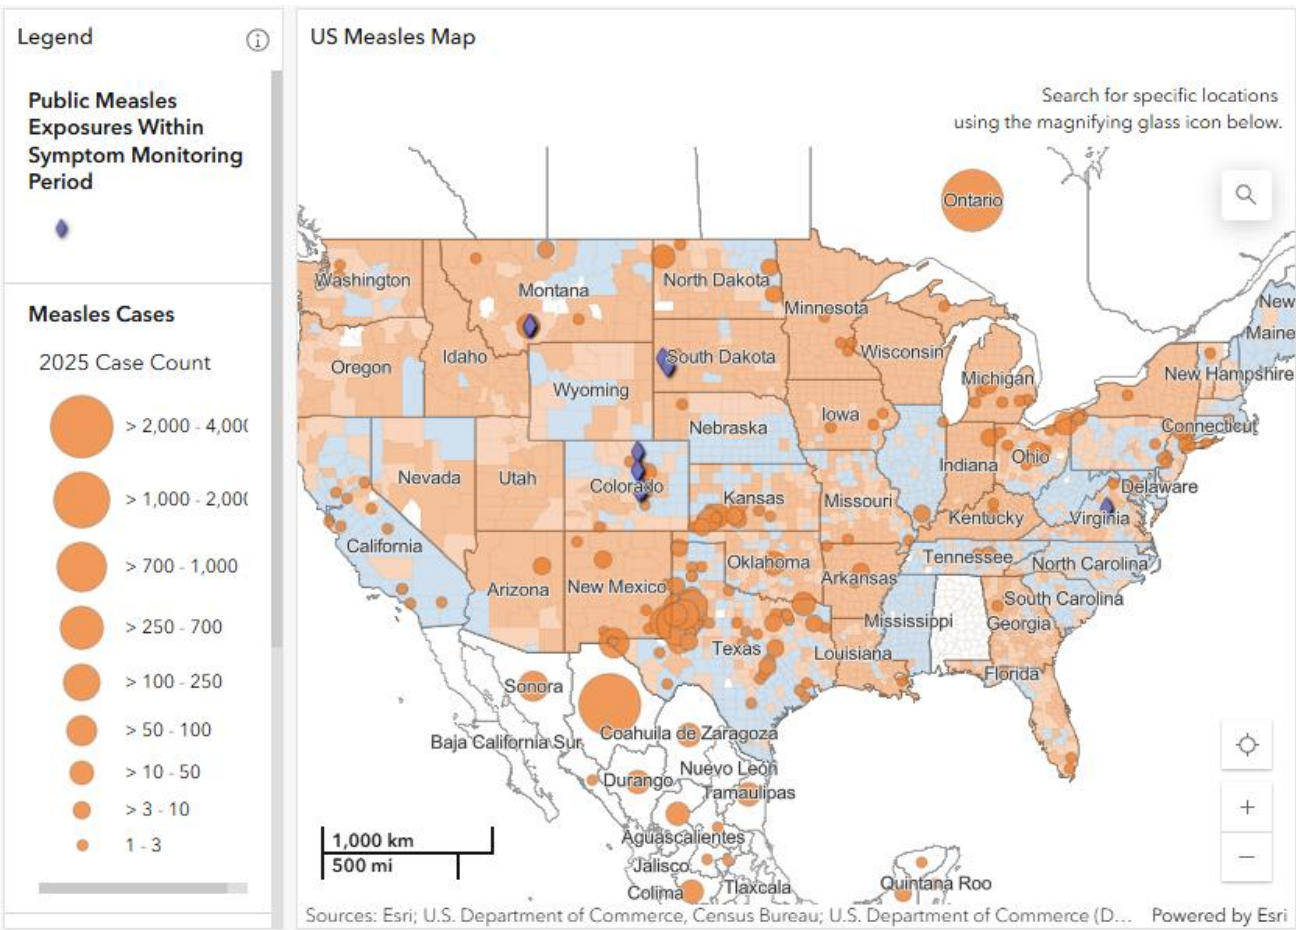 Legend
Public Measles
Exposures Within
Symptom Monitoring
Period
Measles Cases
2025 Case Count
> 2,000 - 4,000
> 1,000 - 2,000
> 700 - 1,000
> 250 - 700
> 100 - 250
> 50 - 100
> 10 - 50
> 3 - 10
1 - 3
US Measles Map
Search for specific locations
using the magnifying glass icon below.
Ontario
Washington
Montana
North Dakota
Minnesota
New
Maine
Oregon
Idaho
South Dakota
Wisconsin
Michigan
New Hampshire
Wyoming
Nebraska
Iowa
Connecticut
Nevada
Utah
Colorado
Kansas
Missouri
Indiana
Ohio
Delaware
Kentucky
Virginia
California
Arizona
New Mexico
Oklahoma
Arkansas
Tennessee
North Carolina
Mississippi
South Carolina
Georgia
Texas
Louisiana
Florida
Sonora
Coahuila de Zaragoza
Baja California Sur
Durango
Nuevo León
Tamaulipas
Aguascalientes
Jalisco
Colima
Tlaxcala
Quintana Roo
1,000 km
500 mi
Sources: Esri; U.S. Department of Commerce, Census Bureau; U.S. Department of Commerce (D... Powered by Esri